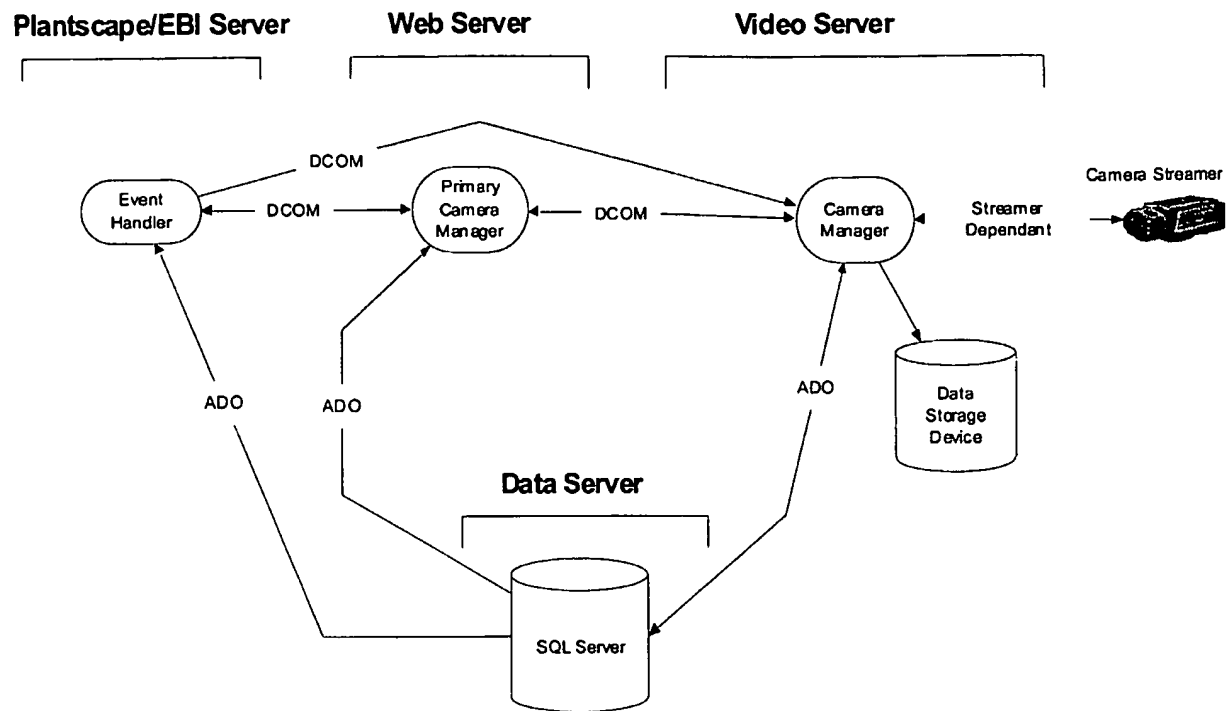 Plantscape/EBI Server
Web Server
Video Server
DCOM
Event
Handler
DCOM
Primary
Camera
Manager
DCOM
Camera
Manager
Streamer
Dependant
Camera Streamer
ADO
ADO
ADO
Data
Storage
Device
Data Server
SQL Server